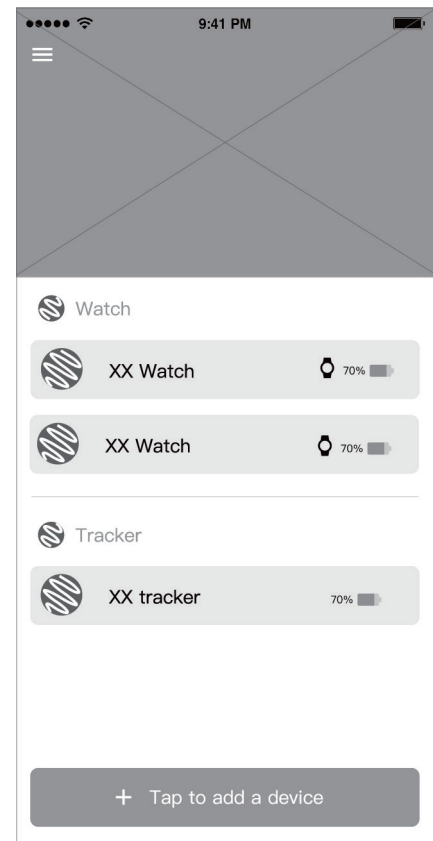 9:41 PM
Watch
XX Watch 70%
XX Watch 70%
Tracker
XX tracker 70%
+ Tap to add a device